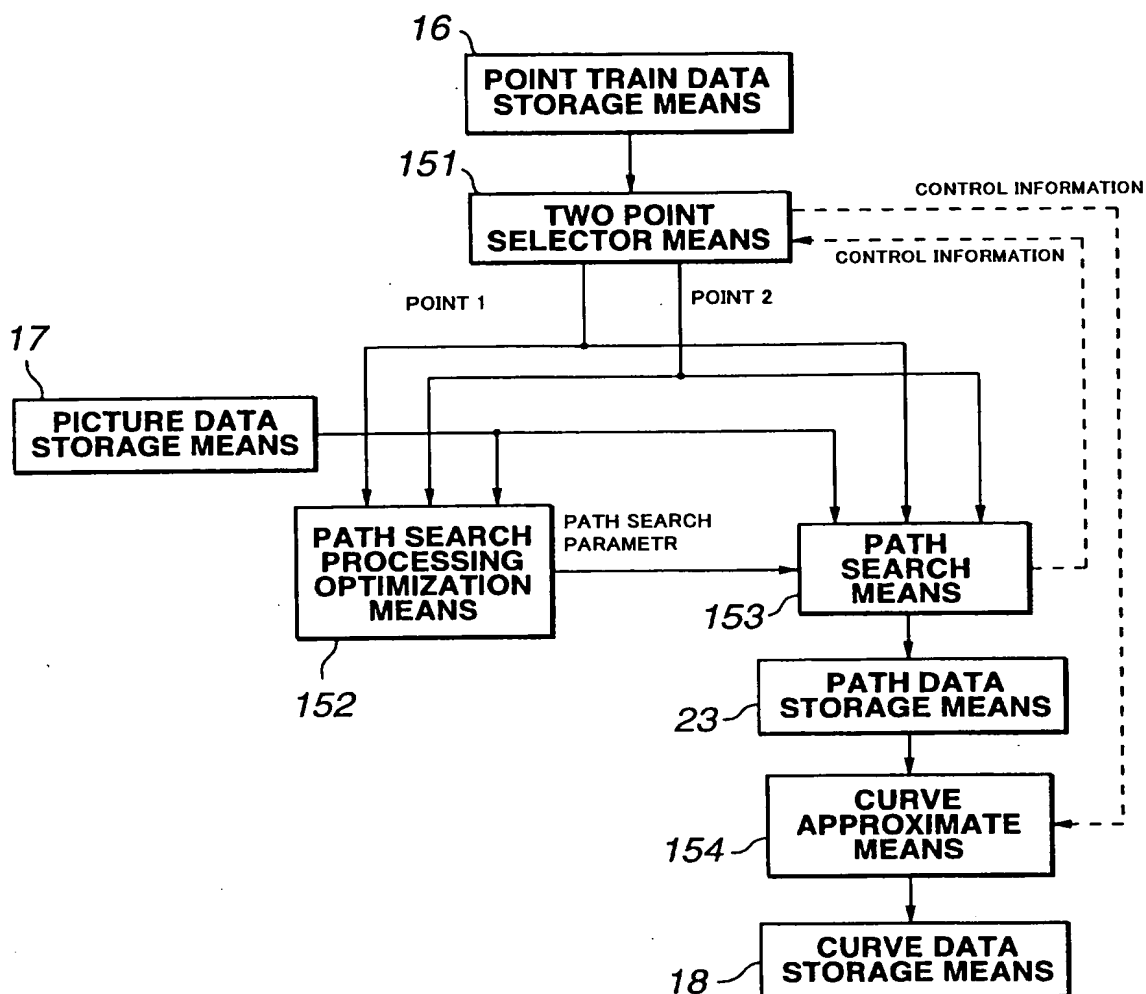 16
POINT TRAIN DATA
STORAGE MEANS
151
TWO POINT
SELECTOR MEANS
CONTROL INFORMATION
CONTROL INFORMATION
POINT 1
POINT 2
17
PICTURE DATA
STORAGE MEANS
PATH SEARCH
PROCESSING
OPTIMIZATION
MEANS
152
PATH SEARCH
PARAMETR
PATH
SEARCH
MEANS
153
PATH DATA
STORAGE MEANS
23
CURVE
APPROXIMATE
MEANS
154
CURVE DATA
STORAGE MEANS
18